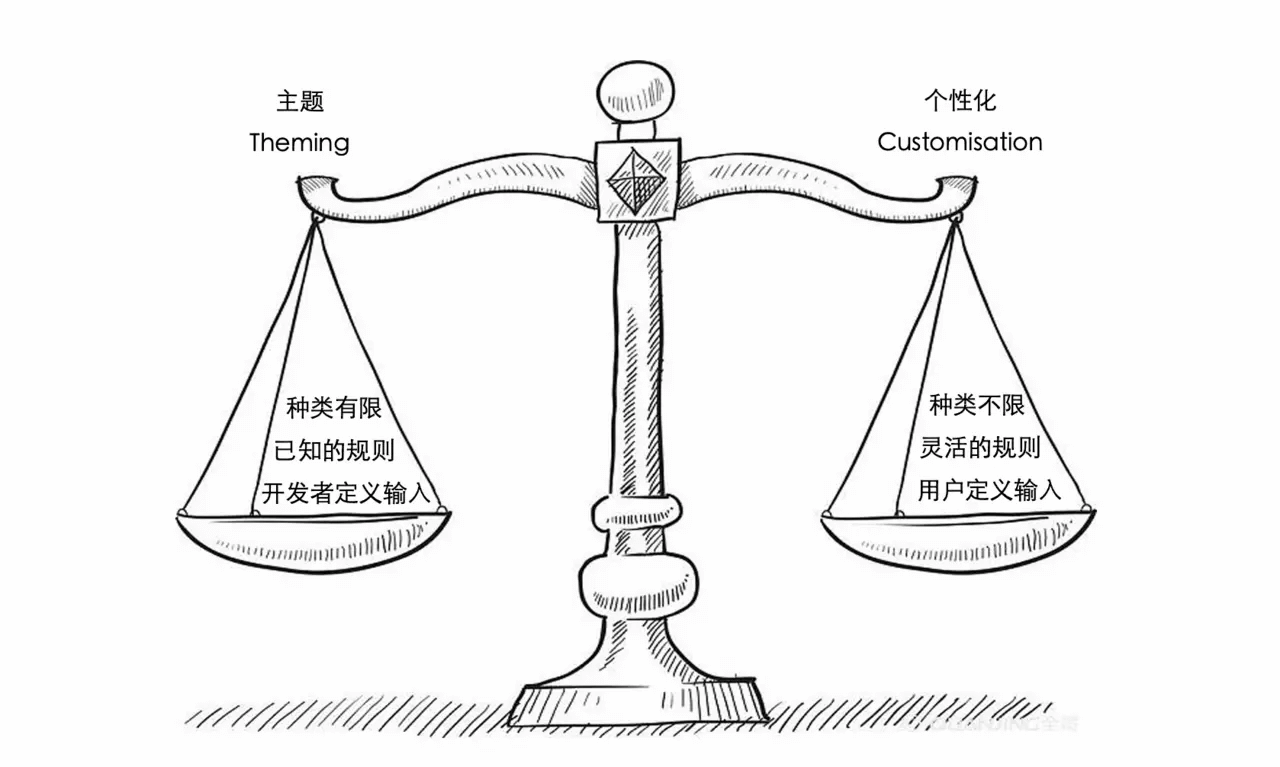 主题
Theming
个性化
Customisation
种类有限
已知的规则
开发者定义输入
种类不限
灵活的规则
用户定义输入